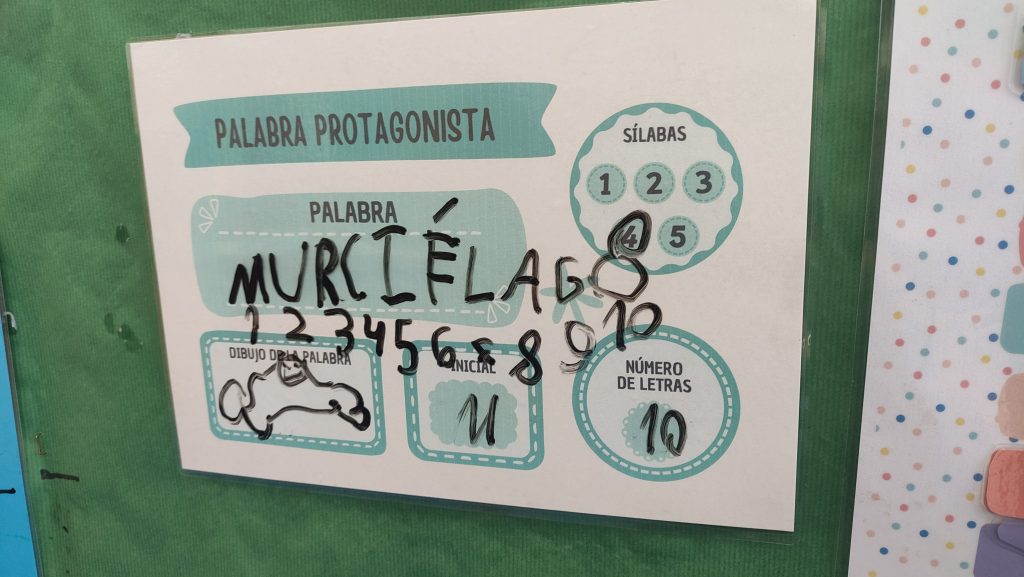 PALABRA PROTAGONISTA
SÍLABAS
1 2 3
4 5
PALABRA
MURCIÉLAGO
1 2 3 4 5 6 8 9 10
DIBUJO DE LA PALABRA
INICIAL
M
NÚMERO
DE LETRAS
10